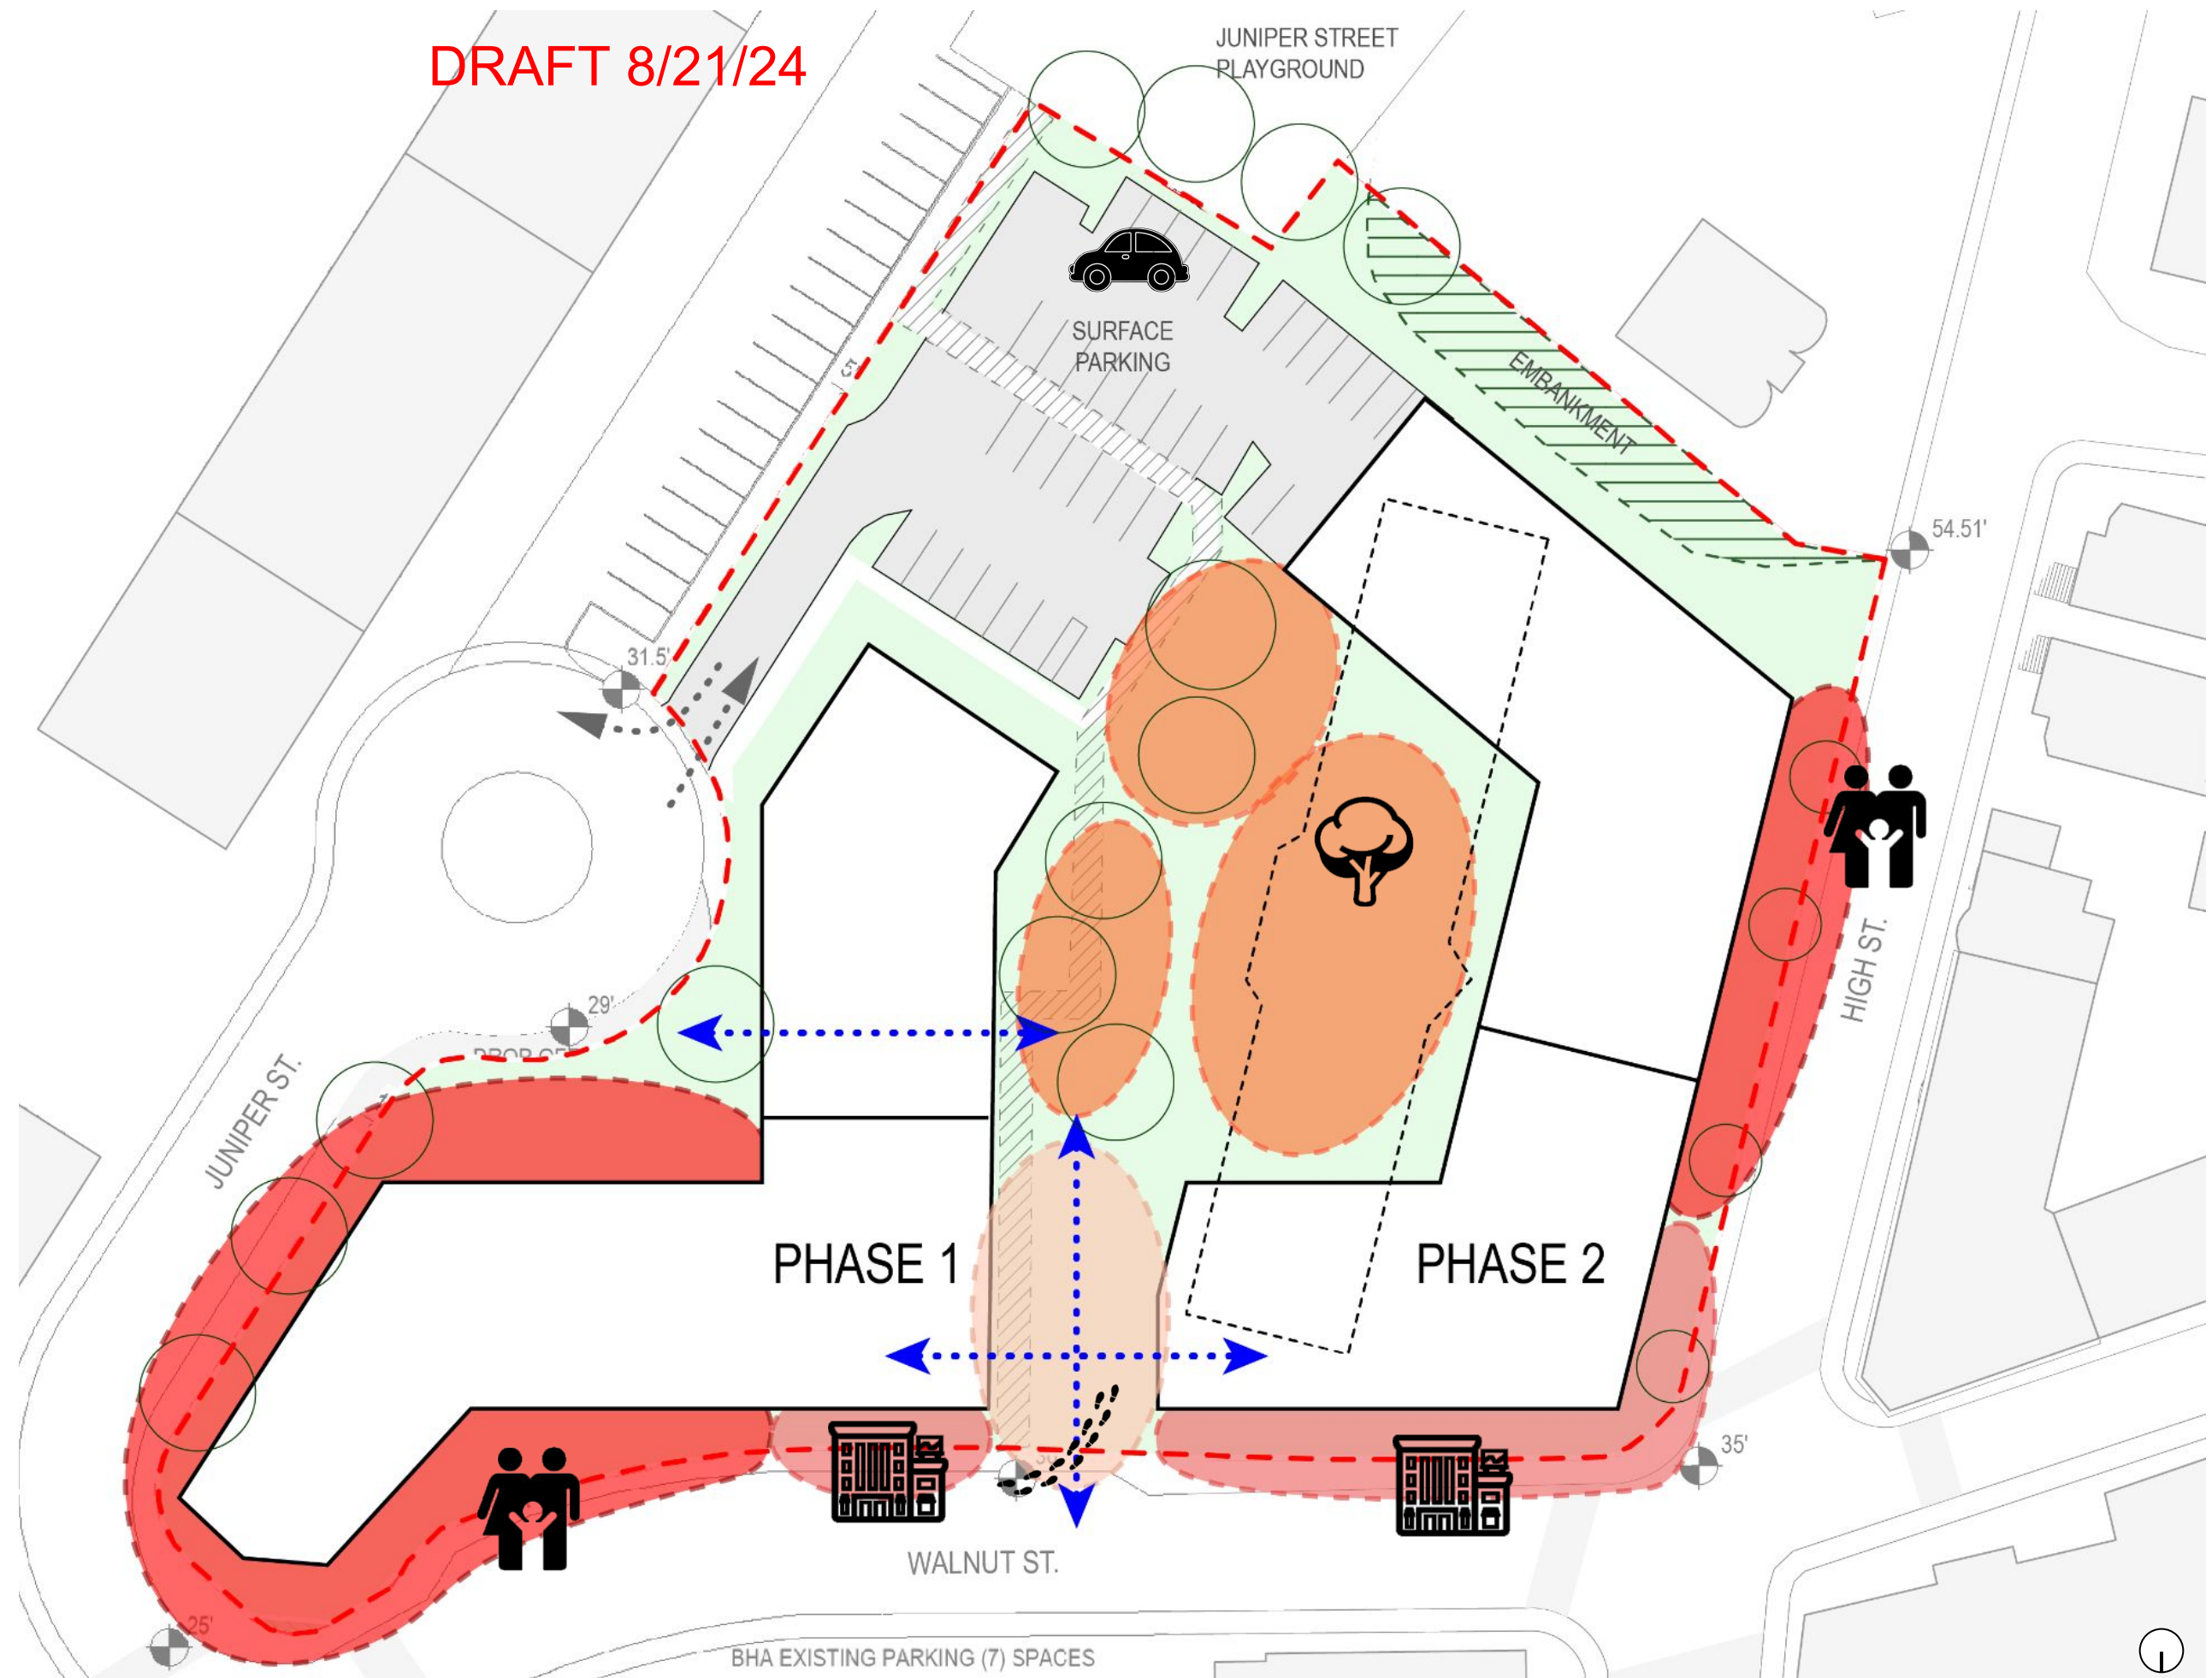 DRAFT 8/21/24
JUNIPER STREET
PLAYGROUND
SURFACE
PARKING
EMBANKMENT
54.51'
31.5'
HIGH ST.
29'
JUNIPER ST.
PHASE 1
PHASE 2
35'
WALNUT ST.
25'
BHA EXISTING PARKING (7) SPACES